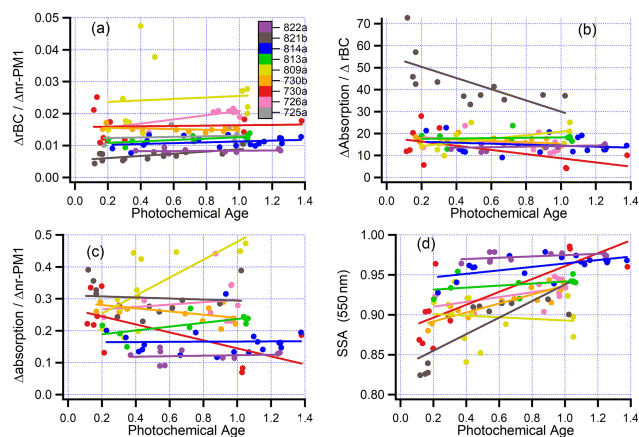 (a)
ΔrBC / Δnr-PM1
0.05
0.04
0.03
0.02
0.01
0.00
822a
821b
814a
813a
809a
730b
730a
726a
725a
0.0 0.2 0.4 0.6 0.8 1.0 1.2 1.4
Photochemical Age
(b)
ΔAbsorption / Δ rBC
70
60
50
40
30
20
10
0
0.0 0.2 0.4 0.6 0.8 1.0 1.2 1.4
Photochemical Age
(c)
Δabsorption / Δnr-PM1
0.5
0.4
0.3
0.2
0.1
0.0
0.0 0.2 0.4 0.6 0.8 1.0 1.2 1.4
Photochemical Age
(d)
SSA (550 nm)
1.00
0.95
0.90
0.85
0.80
0.0 0.2 0.4 0.6 0.8 1.0 1.2 1.4
Photochemical Age